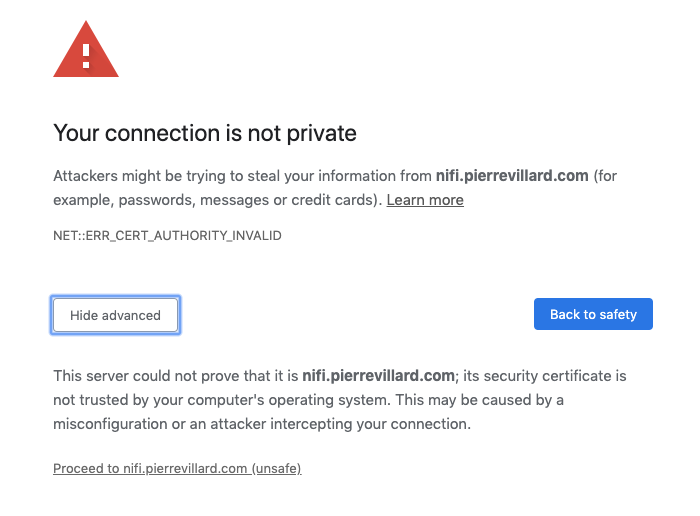 Your connection is not private
Attackers might be trying to steal your information from nifi.pierrevillard.com (for
example, passwords, messages or credit cards). Learn more
NET::ERR_CERT_AUTHORITY_INVALID
Hide advanced
Back to safety
This server could not prove that it is nifi.pierrevillard.com; its security certificate is
not trusted by your computer's operating system. This may be caused by a
misconfiguration or an attacker intercepting your connection.
Proceed to nifi.pierrevillard.com (unsafe)